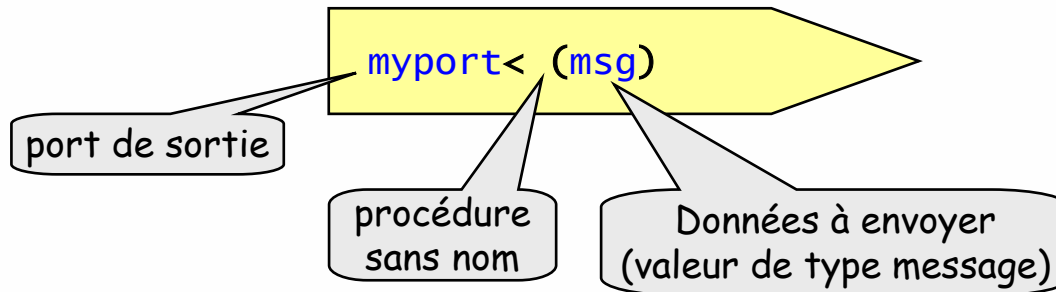 myport< (msg)
port de sortie
procédure
sans nom
Données à envoyer
(valeur de type message)